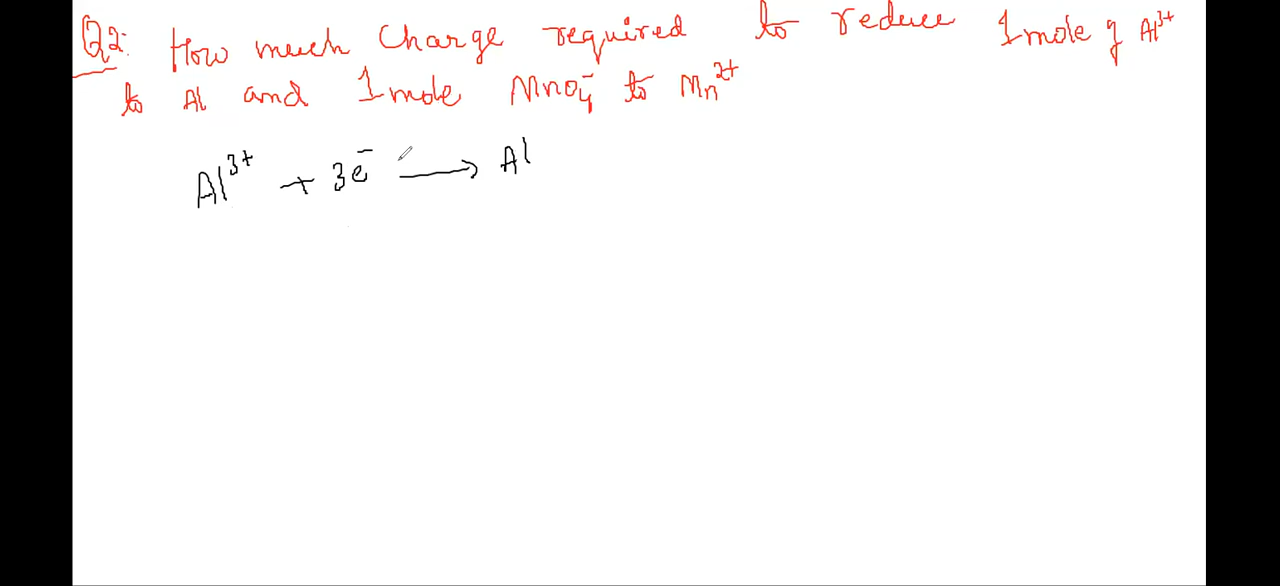 Q2: How much Charge required to reduce 1 mole of Al³⁺
to Al and 1 mole MnO₄⁻ to Mn²⁺
Al³⁺ + 3e⁻ ⟶ Al